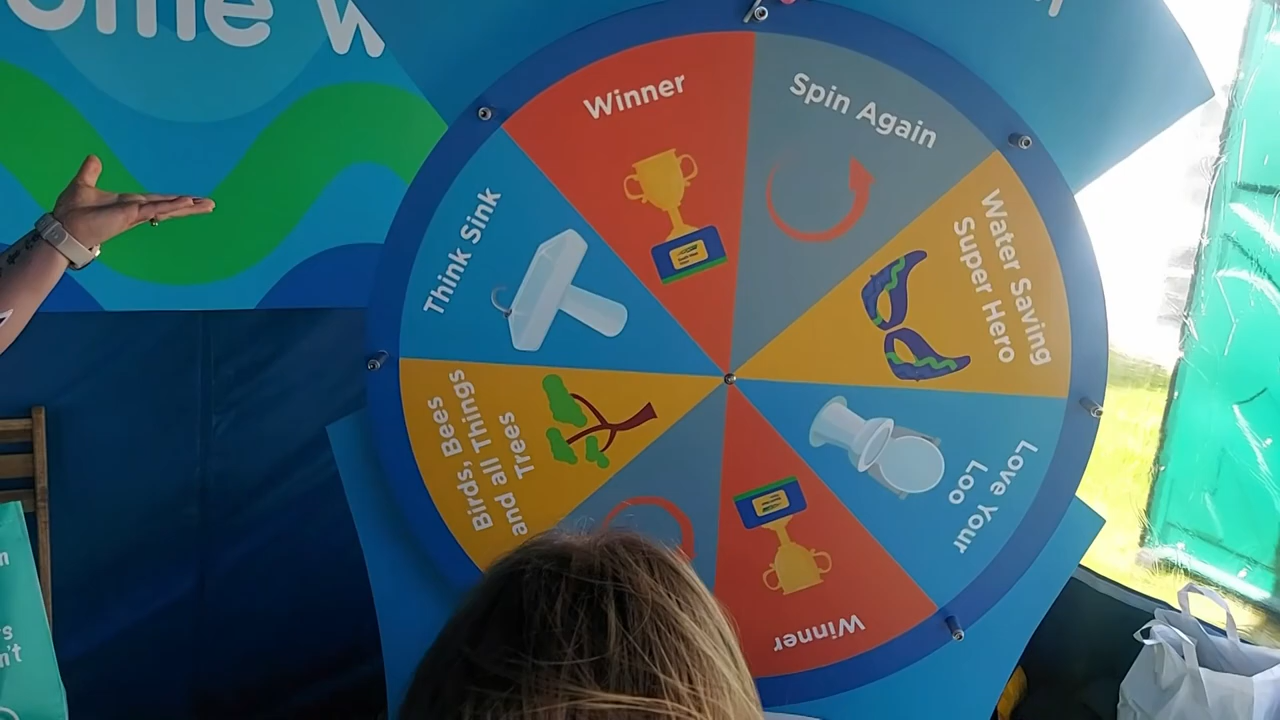 ome W
Winner
Spin Again
Think Sink
Water Saving
Super Hero
Birds, Bees
and all Things
Trees
Love Your
Loo
Winner
n
s
n't